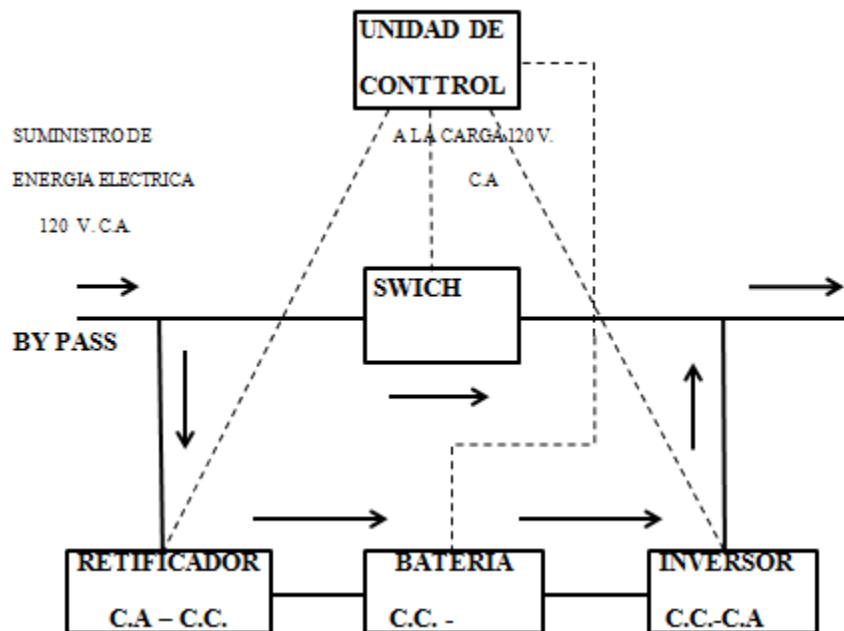 UNIDAD DE
CONTTROL
SUMINISTRO DE
ENERGIA ELECTRICA
120 V. C.A.
A LA CARGA 120 V.
C.A
SWICH
BY PASS
RETIFICADOR
C.A – C.C.
BATERIA
C.C. -
INVERSOR
C.C.-C.A